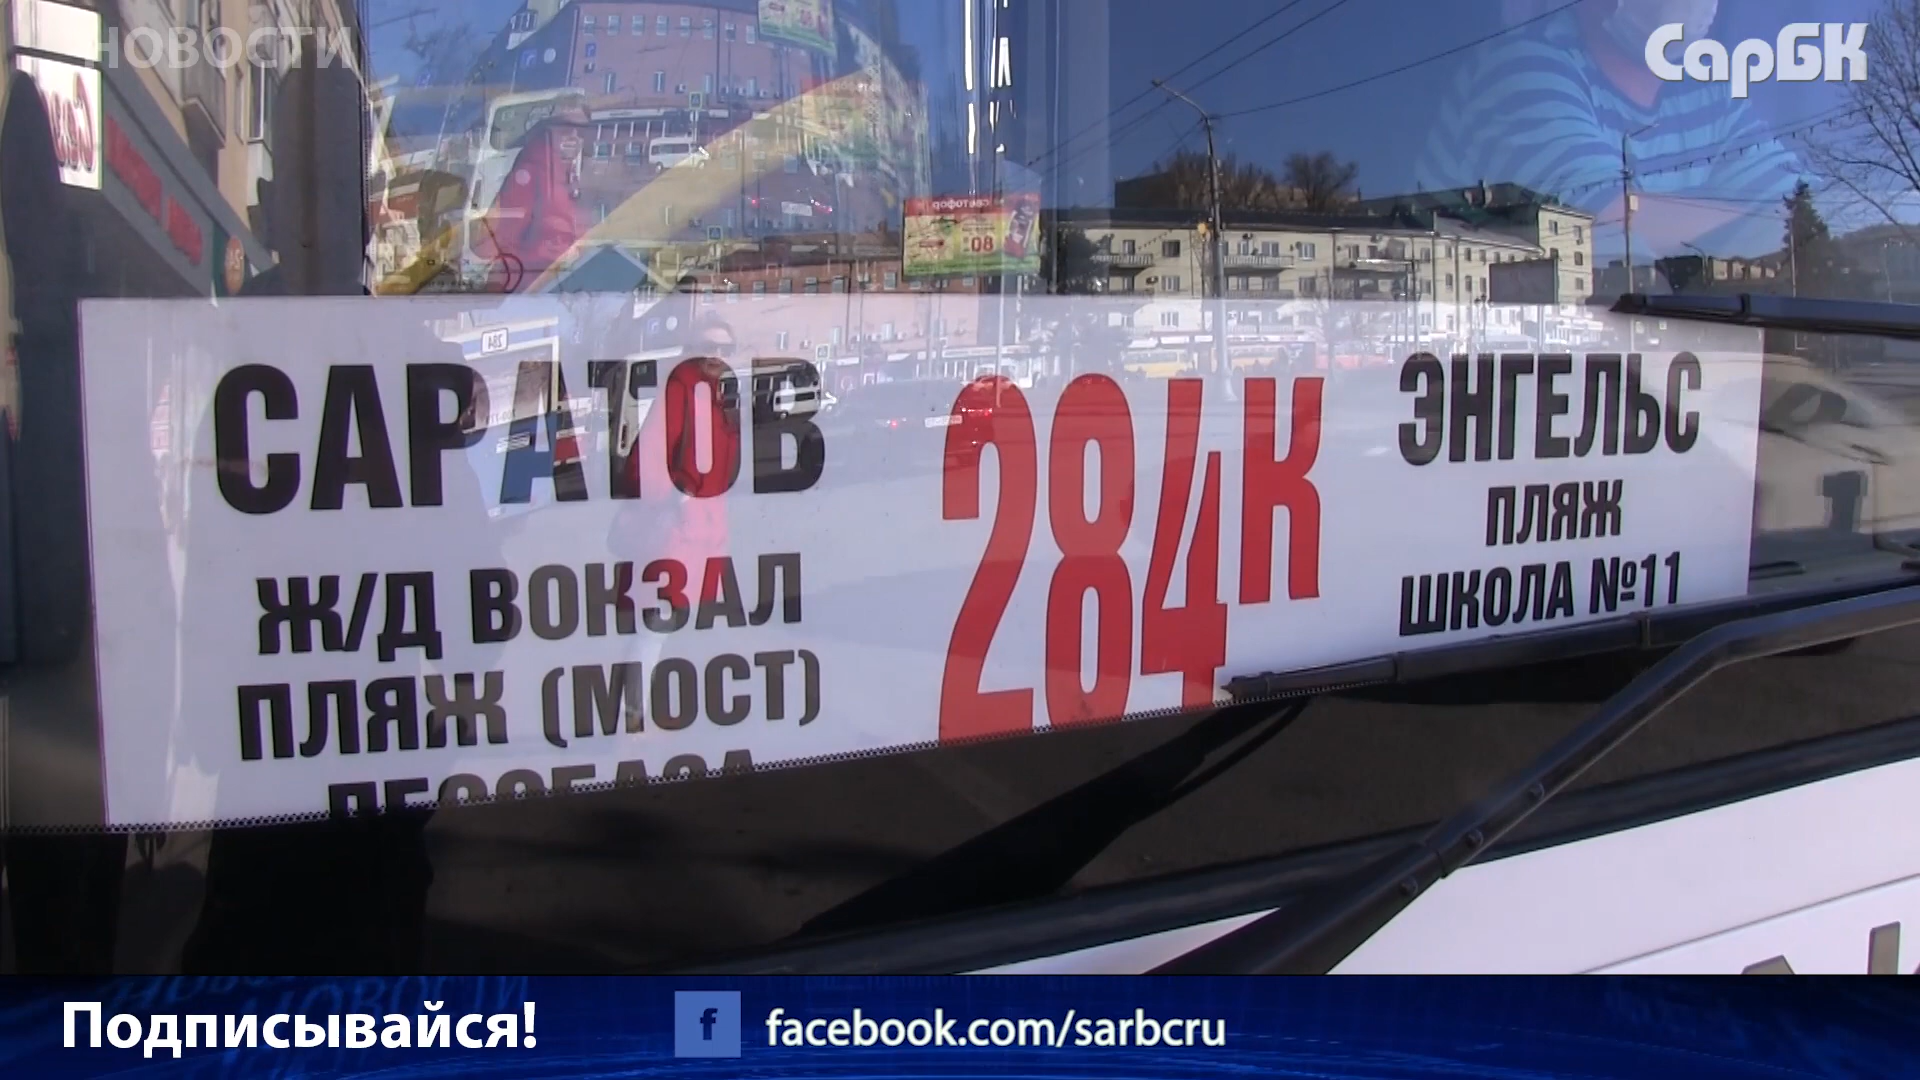 НОВОСТИ
СарБК
САРАТОВ
Ж/Д ВОКЗАЛ
ПЛЯЖ (МОСТ)
284К
ЭНГЕЛЬС
ПЛЯЖ
ШКОЛА №11
Подписывайся!
facebook.com/sarbcru